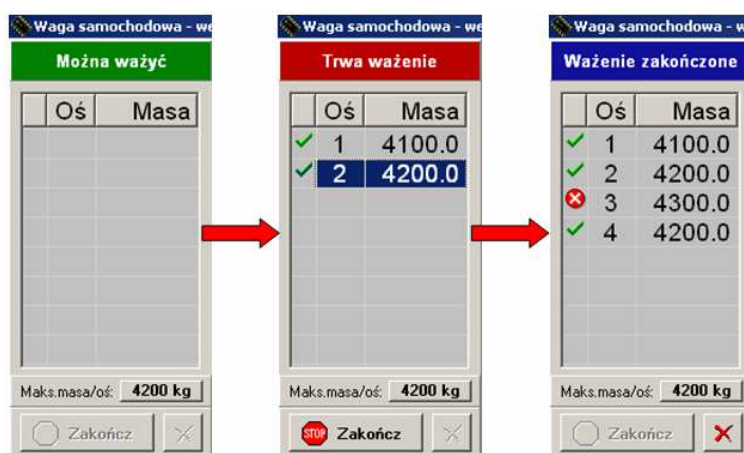 Waga samochodowa - we
Można ważyć
Oś Masa
Maks.masa/oś: 4200 kg
Zakończ
Waga samochodowa - we
Trwa ważenie
Oś Masa
1 4100.0
2 4200.0
Maks.masa/oś: 4200 kg
STOP Zakończ
Waga samochodowa - w
Ważenie zakończone
Oś Masa
1 4100.0
2 4200.0
3 4300.0
4 4200.0
Maks.masa/oś: 4200 kg
Zakończ